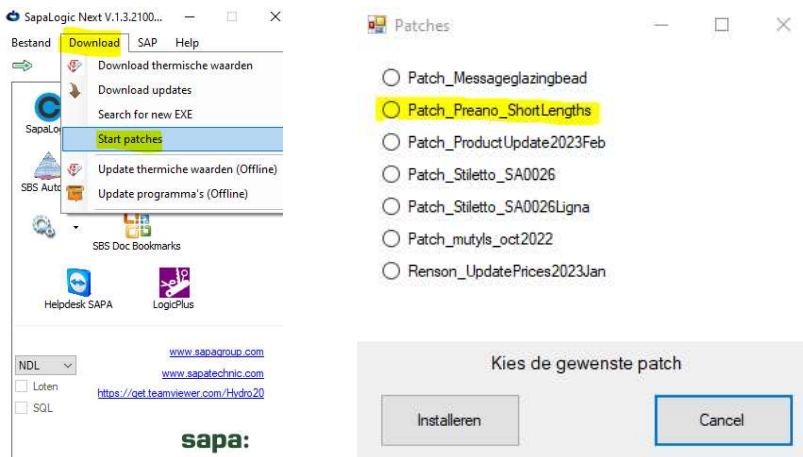 SapaLogic Next V.1.3.2100...
Bestand Download SAP Help
Download thermische waarden
Download updates
Search for new EXE
Start patches
Update thermiche waarden (Offline)
Update programma's (Offline)
SapaLo
SBS Auto
SBS Doc Bookmarks
Helpdesk SAPA
LogicPlus
NDL
Loten
SQL
www.sapagroup.com
www.sapatechnic.com
https://get.teamviewer.com/Hydro20
sapa:
Patches
Patch_Messageglazingbead
Patch_Preano_ShortLengths
Patch_ProductUpdate2023Feb
Patch_Stiletto_SA0026
Patch_Stiletto_SA0026Ligna
Patch_mutyls_oct2022
Renson_UpdatePrices2023Jan
Kies de gewenste patch
Installeren
Cancel